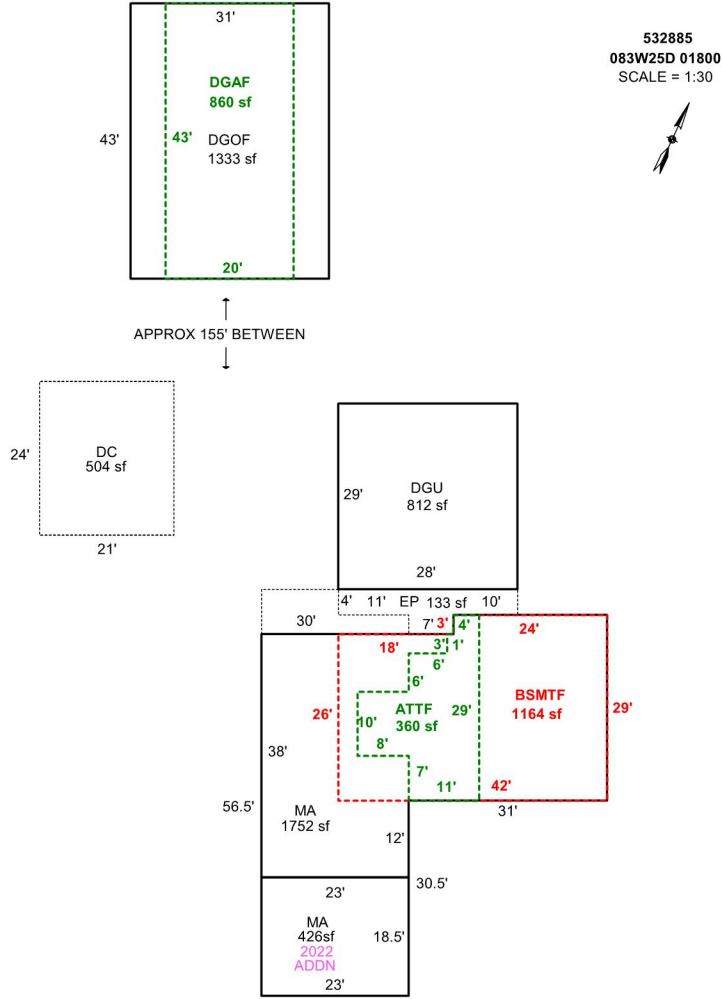 31'
532885
083W25D 01800
SCALE = 1:30
DGAF
860 sf
43'
43'
DGOF
1333 sf
20'
APPROX 155' BETWEEN
24'
DC
504 sf
21'
29'
DGU
812 sf
28'
4'
11'
EP
133 sf
10'
30'
7'
3'
4'
24'
18'
3'
1'
6'
6'
26'
ATTF
360 sf
29'
BSMTF
1164 sf
29'
10'
8'
38'
7'
11'
42'
56.5'
31'
MA
1752 sf
12'
30.5'
23'
MA
426sf
2022
ADDN
18.5'
23'